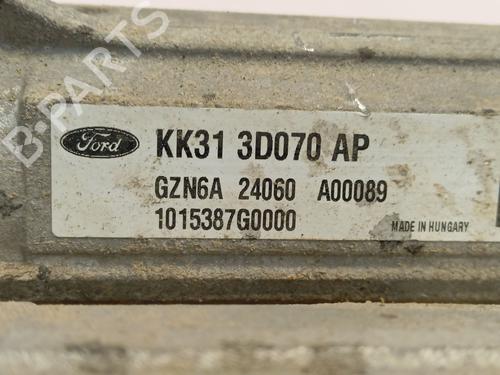 B-PARTS
Ford
KK31 3D070 AP
GZN6A 24060 A00089
1015387G0000
MADE IN HUNGARY